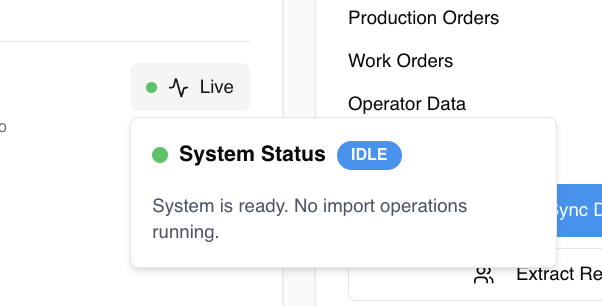 Production Orders
Work Orders
Live
Operator Data
o
System Status IDLE
System is ready. No import operations
running.
Sync D
Extract Re